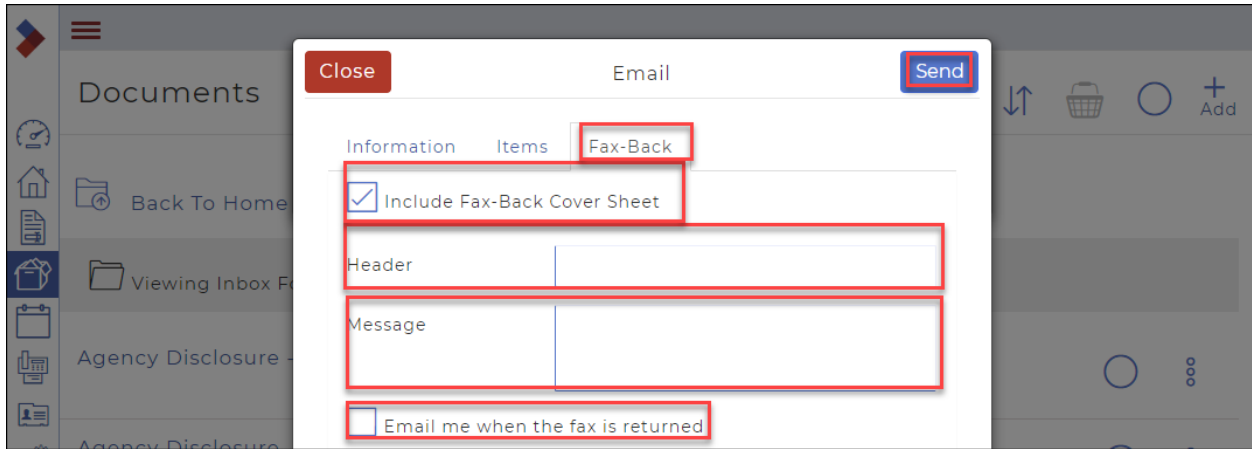 Close
Email
Send
Documents
Add
Information
Items
Fax-Back
Back To Home
Include Fax-Back Cover Sheet
Header
Viewing Inbox
Message
Agency Disclosure -
Email me when the fax is returned
Agency Disclosure